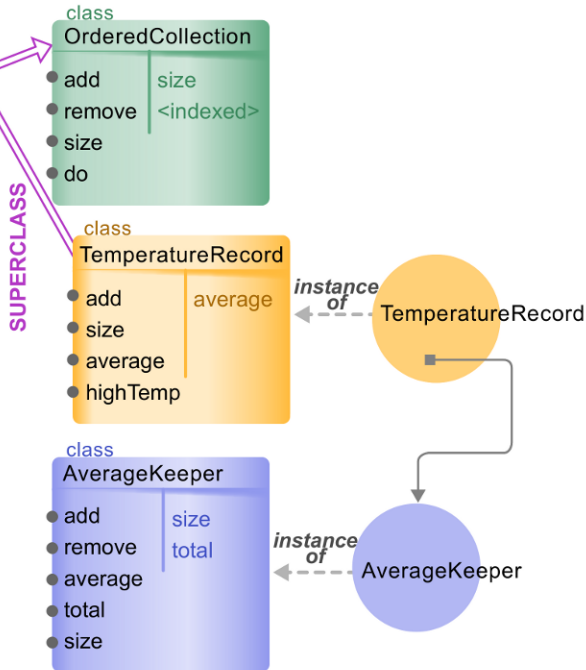 class
OrderedCollection
add
size
remove
<indexed>
size
do
SUPERCLASS
class
TemperatureRecord
add
average
size
average
highTemp
instance
of
TemperatureRecord
class
AverageKeeper
add
size
remove
total
average
total
size
instance
of
AverageKeeper